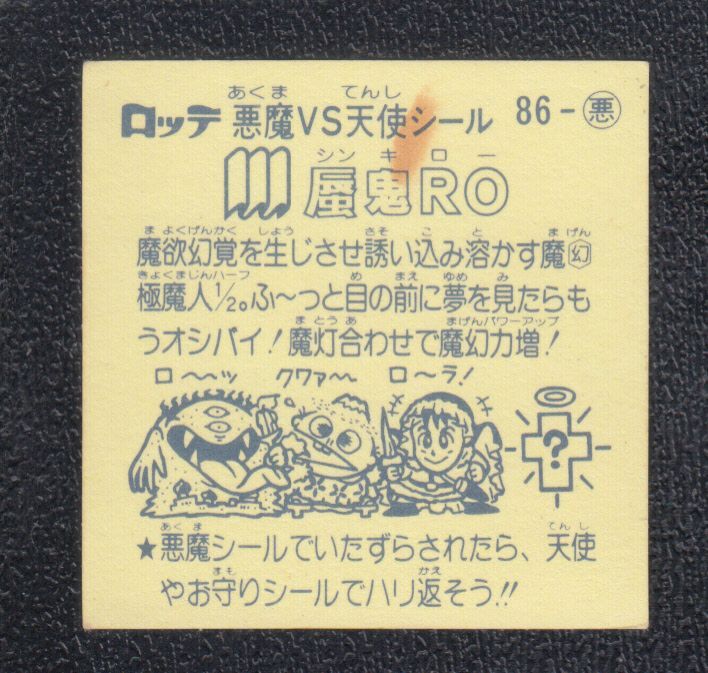 あくま てんし
ロッテ 悪魔VS天使シール 86-悪
シンキロー
蜃鬼RO
まよくげんかく しょう さそ こ と まげん
魔欲幻覚を生じさせ誘い込み溶かす魔幻
きょくまじんハーフ め まえ ゆめ み
極魔人1/2。ふ〜っと目の前に夢を見たらも
まとうあ まげんパワーアップ
うオシバイ!魔灯合わせで魔幻力増!
ロ〜〜ッ クワァ〜〜 ロ〜ラ!
?
あくま てんし
★悪魔シールでいたずらされたら、天使
まも かえ
やお守りシールでハリ返そう!!